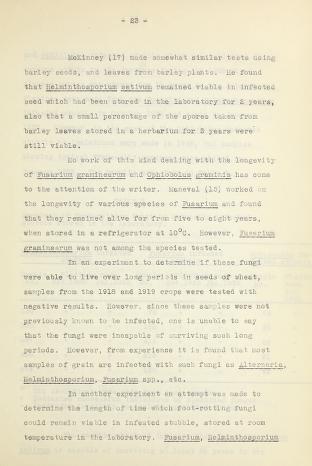 - 23 -
McKinney (17) made somewhat similar tests using
barley seeds, and leaves from barley plants. He found
that Helminthosporium sativum remained viable in infected
seed which had been stored in the laboratory for 2 years,
also that a small percentage of the spores taken from
barley leaves stored in a herbarium for 2 years were
still viable.
No work of this kind dealing with the longevity
of Fusarium graminearum and Ophiobolus graminis has come
to the attention of the writer. Maneval (15) worked on
the longevity of various species of Fusarium and found
that they remained alive for from five to eight years,
when stored in a refrigerator at 10°C. However, Fusarium
graminearum was not among the species tested.
In an experiment to determine if these fungi
were able to live over long periods in seeds of wheat,
samples from the 1918 and 1919 crops were tested with
negative results. However, since these samples were not
previously known to be infected, one is unable to say
that the fungi were incapable of surviving such long
periods. However, from experience it is found that most
samples of grain are infected with such fungi as Alternaria,
Helminthosporium, Fusarium spp., etc.
In another experiment an attempt was made to
determine the length of time which foot-rotting fungi
could remain viable in infected stubble, stored at room
temperature in the laboratory. Fusarium, Helminthosporium